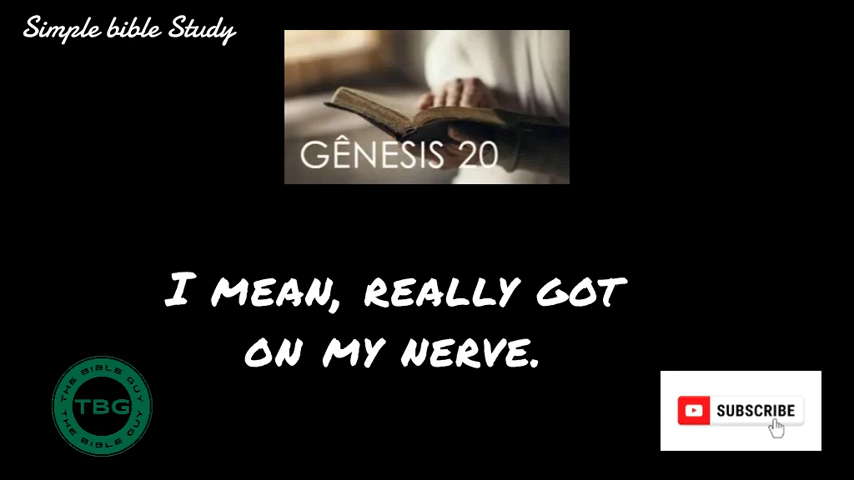 Simple bible Study
GÊNESIS 20
I MEAN, REALLY GOT
ON MY NERVE.
THE BIBLE GUY
TBG
THE BIBLE GUY
SUBSCRIBE